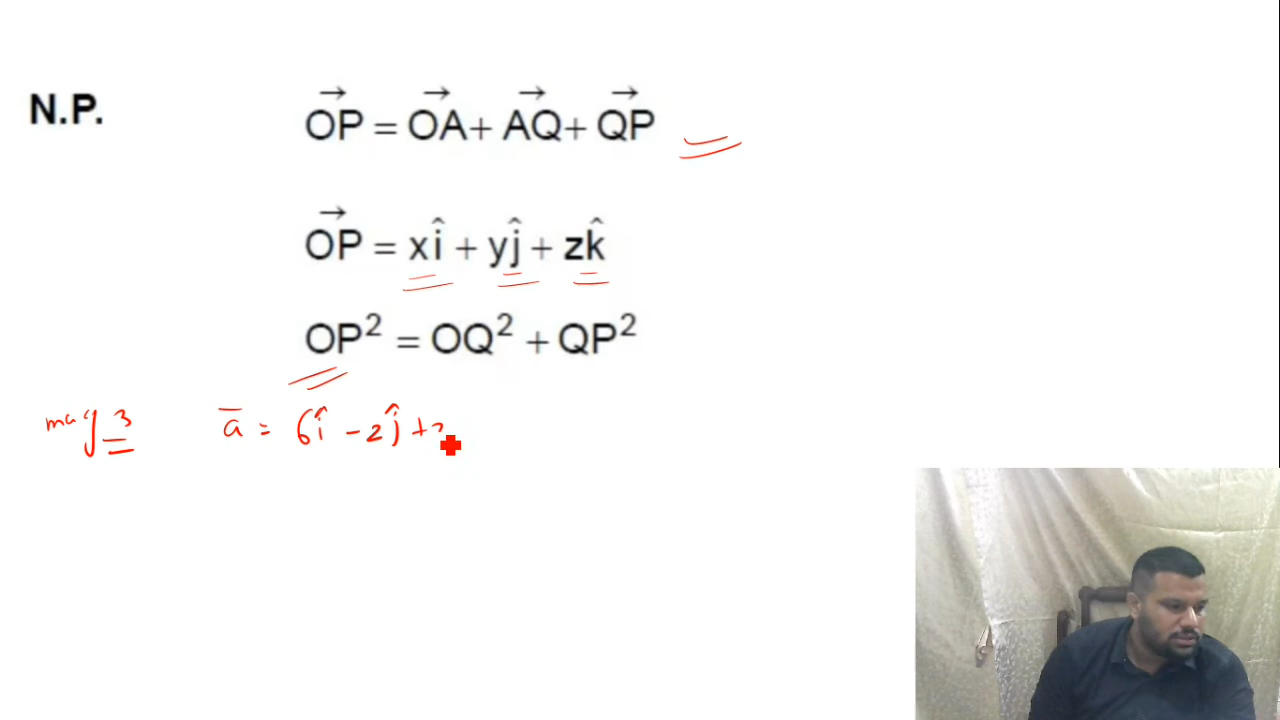 N.P.
→OP = →OA + →AQ + →QP
→OP = xî + yĵ + zk̂
OP² = OQ² + QP²
mag 3 ā = 6î - 2ĵ +